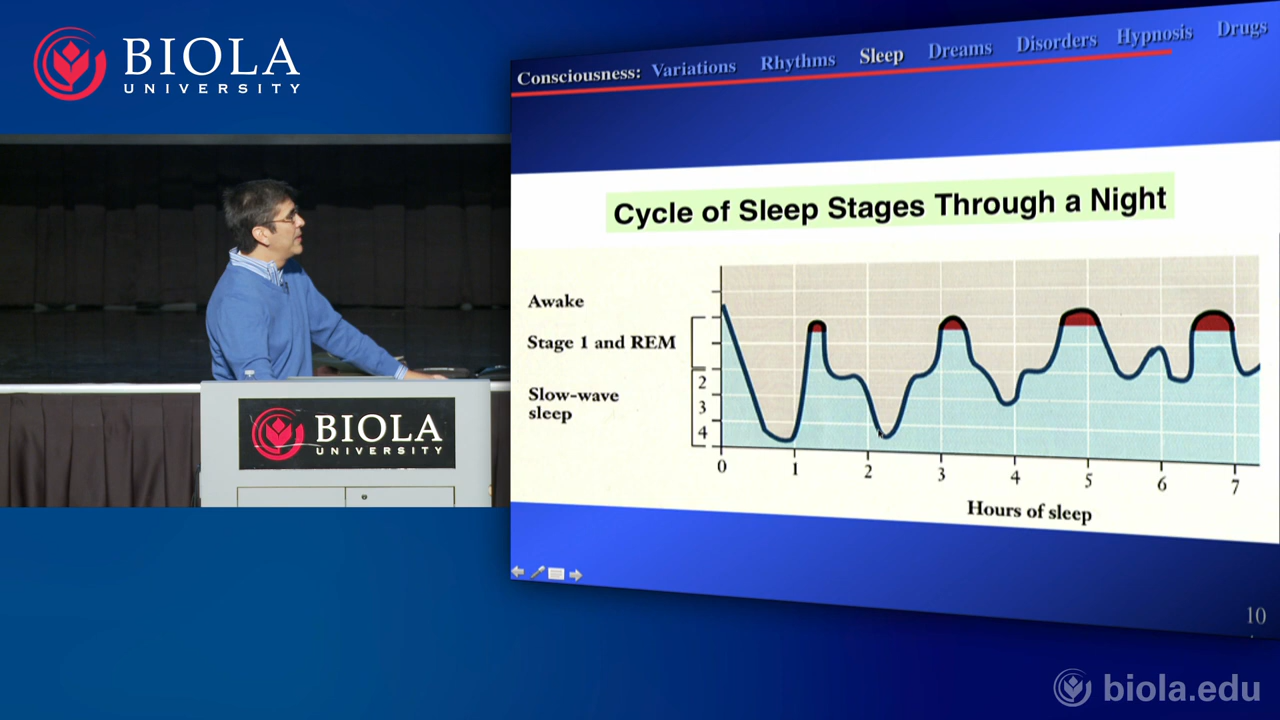 BIOLA
UNIVERSITY
Consciousness: Variations Rhythms Sleep Dreams Disorders Hypnosis Drugs
Cycle of Sleep Stages Through a Night
Awake
Stage 1 and REM
Slow-wave
sleep
2
3
4
0 1 2 3 4 5 6 7
Hours of sleep
10
BIOLA
UNIVERSITY
biola.edu